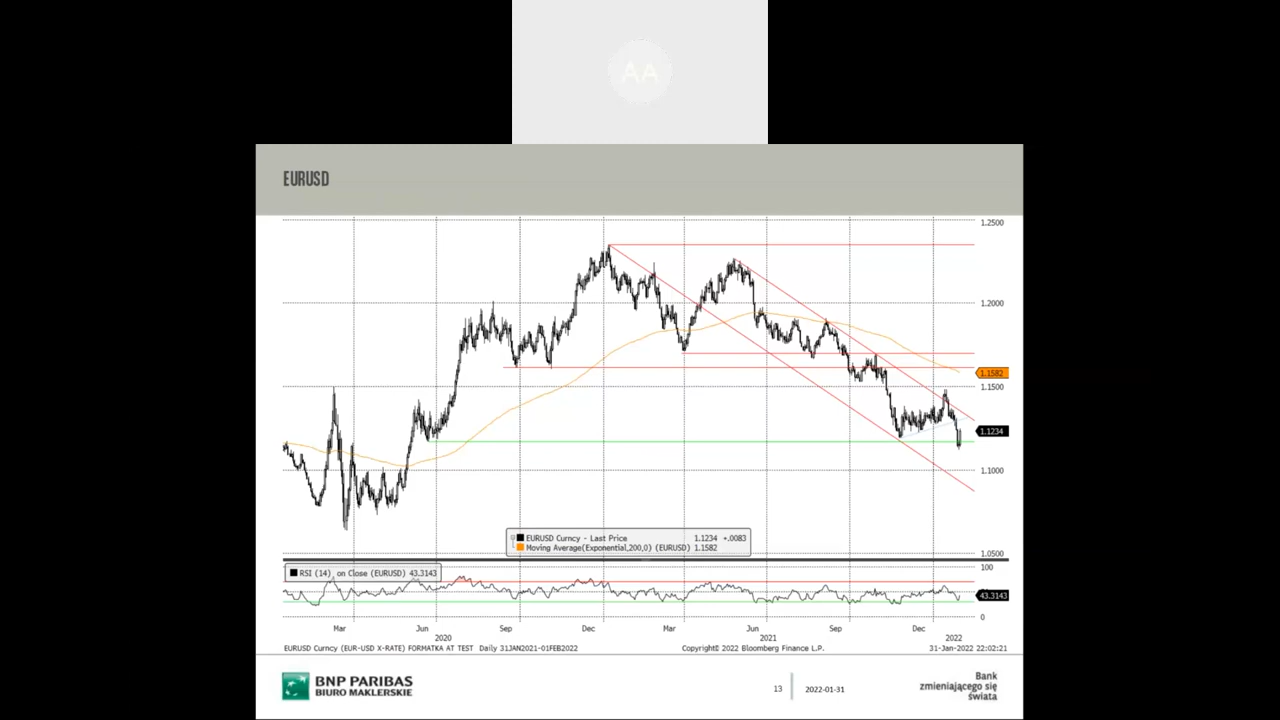 AA
EURUSD
1.2500
1.2000
1.1582
1.1500
1.1234
1.1000
EURUSD Curncy - Last Price 1.1234 +.0083
Moving Average(Exponential,200,0) (EURUSD) 1.1582
1.0500
RSI (14) on Close (EURUSD) 43.3143
100
43.3143
0
Mar Jun Sep Dec Mar Jun Sep Dec
2020 2021 2022
EURUSD Curncy (EUR-USD X-RATE) FORMATKA AT TEST Daily 31JAN2021-01FEB2022 Copyright© 2022 Bloomberg Finance L.P. 31-Jan-2022 22:02:21
BNP PARIBAS
BIURO MAKLERSKIE
13 2022-01-31
Bank
zmieniającego się
świata